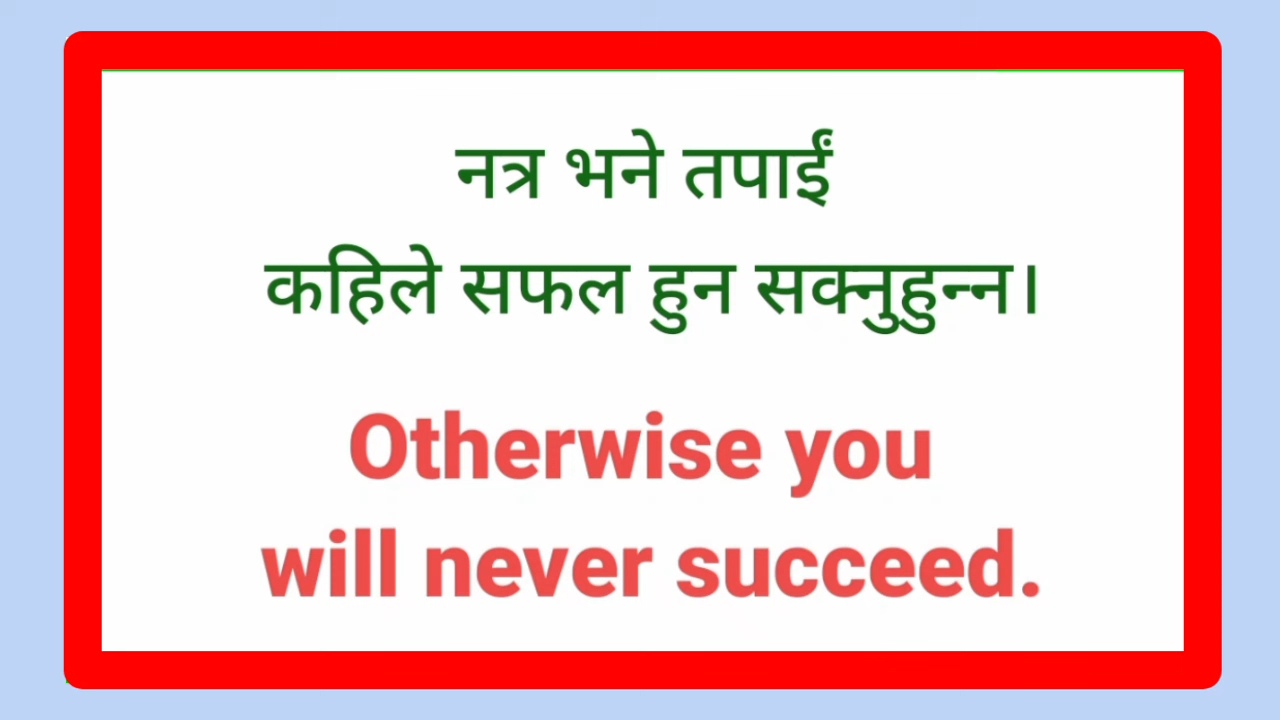 नत्र भने तपाईं
कहिले सफल हुन सक्नुहुन्न।
Otherwise you
will never succeed.